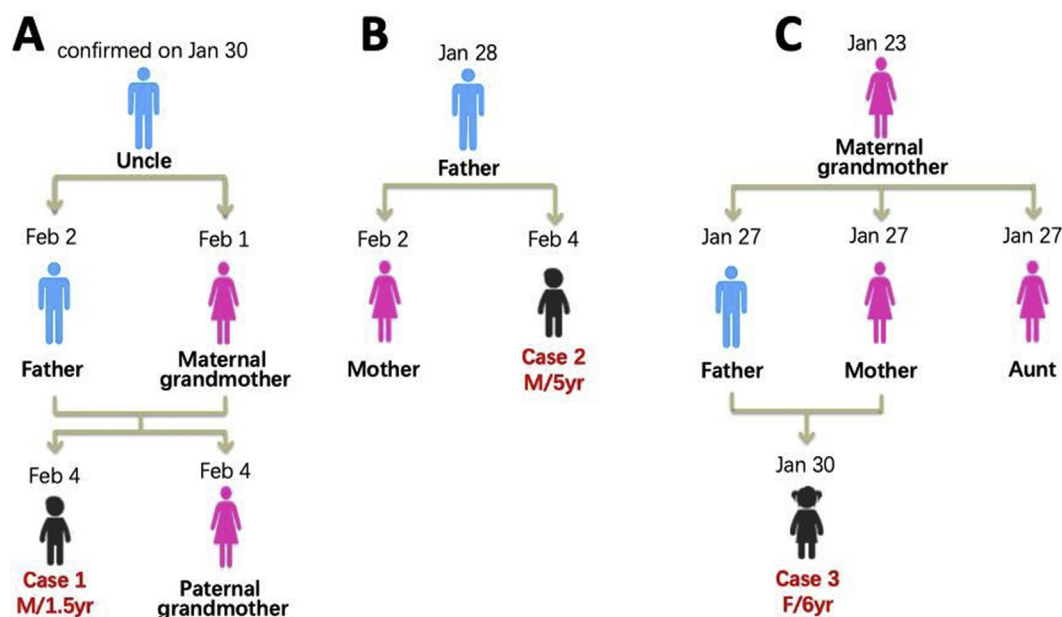 A
confirmed on Jan 30
Uncle
Feb 2
Feb 1
Father
Maternal
grandmother
Feb 4
Feb 4
Case 1
M/1.5yr
Paternal
grandmother
B
Jan 28
Father
Feb 2
Feb 4
Mother
Case 2
M/5yr
C
Jan 23
Maternal
grandmother
Jan 27
Jan 27
Jan 27
Father
Mother
Aunt
Jan 30
Case 3
F/6yr